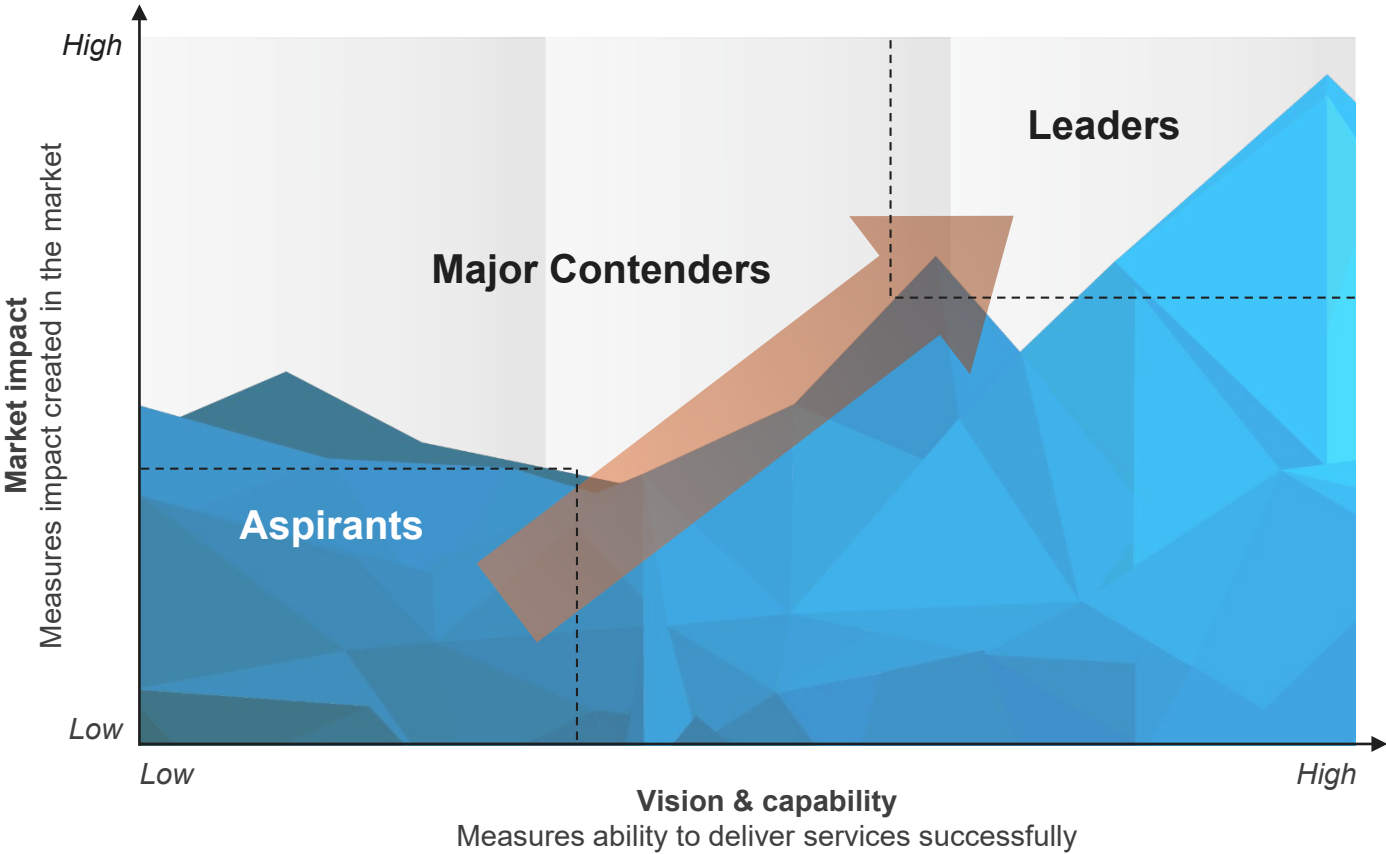 High
Leaders
Major Contenders
Market impact
Measures impact created in the market
Aspirants
Low
Low
High
Vision & capability
Measures ability to deliver services successfully